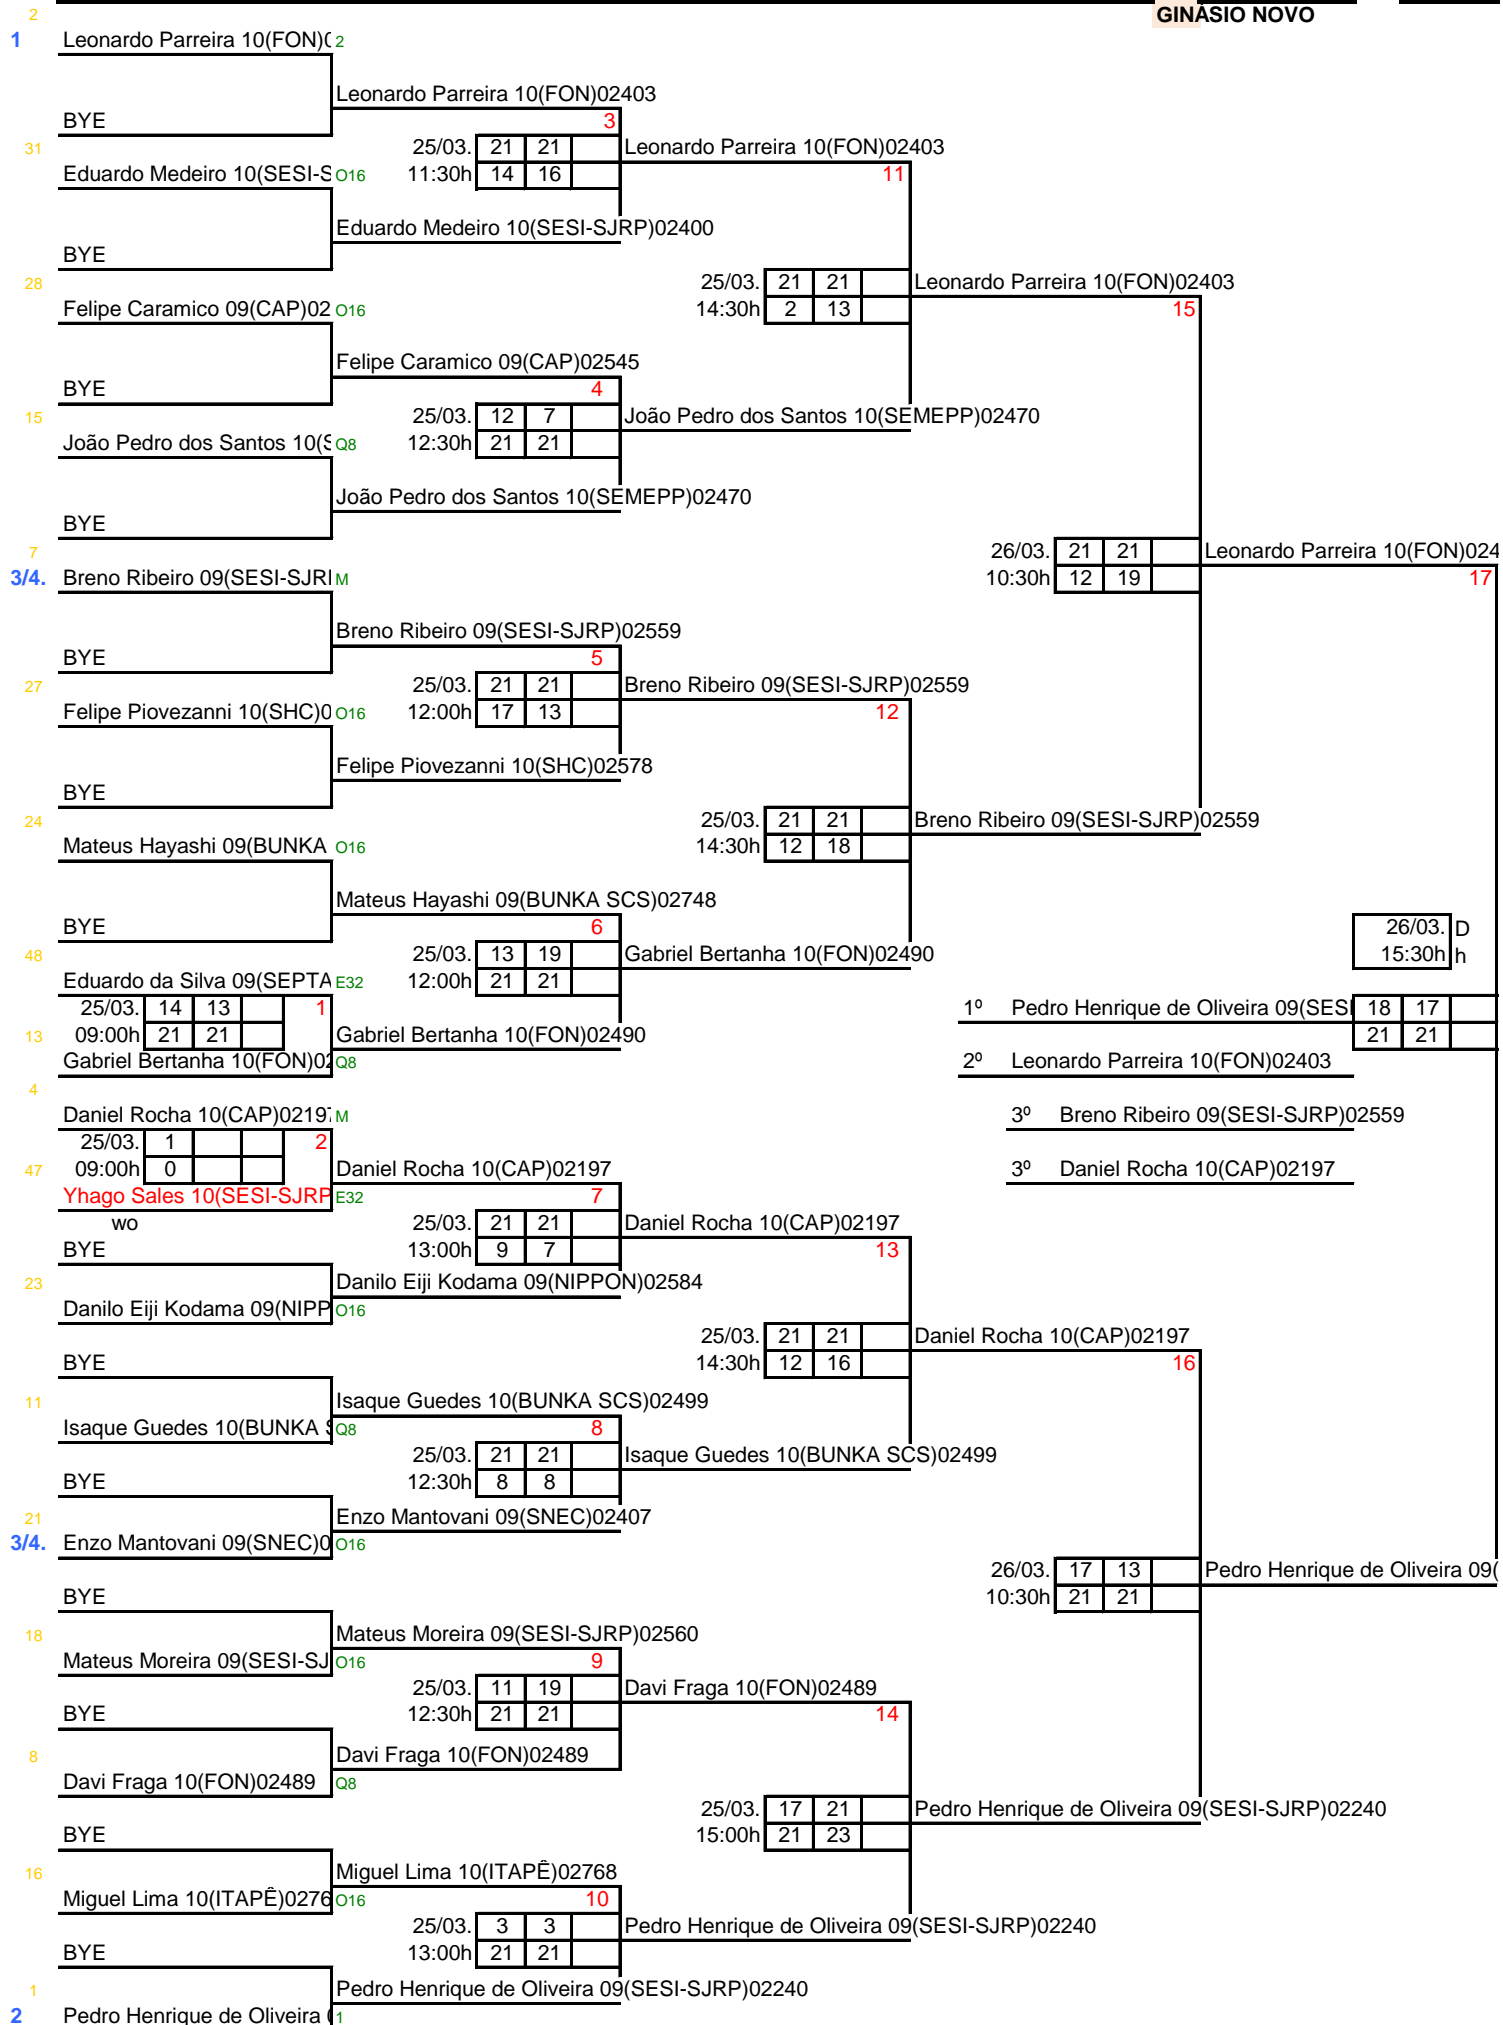 GINÁSIO NOVO
2
1 Leonardo Parreira 10(FON)0 2
Leonardo Parreira 10(FON)02403
BYE 3
31 25/03. 21 21 Leonardo Parreira 10(FON)02403
Eduardo Medeiro 10(SESI-S O16 11:30h 14 16 11
Eduardo Medeiro 10(SESI-SJRP)02400
BYE
28 25/03. 21 21 Leonardo Parreira 10(FON)02403
Felipe Caramico 09(CAP)02 O16 14:30h 2 13 15
Felipe Caramico 09(CAP)02545
BYE 4
15 25/03. 12 7 João Pedro dos Santos 10(SEMEPP)02470
João Pedro dos Santos 10(S Q8 12:30h 21 21
João Pedro dos Santos 10(SEMEPP)02470
BYE
7 26/03. 21 21 Leonardo Parreira 10(FON)024
3/4. Breno Ribeiro 09(SESI-SJRI M 10:30h 12 19 17
Breno Ribeiro 09(SESI-SJRP)02559
BYE 5
27 25/03. 21 21 Breno Ribeiro 09(SESI-SJRP)02559
Felipe Piovezanni 10(SHC)0 O16 12:00h 17 13 12
Felipe Piovezanni 10(SHC)02578
BYE
24 25/03. 21 21 Breno Ribeiro 09(SESI-SJRP)02559
Mateus Hayashi 09(BUNKA O16 14:30h 12 18
Mateus Hayashi 09(BUNKA SCS)02748
BYE 6 26/03. D
48 25/03. 13 19 Gabriel Bertanha 10(FON)02490 15:30h h
Eduardo da Silva 09(SEPTA E32 12:00h 21 21
25/03. 14 13 1 1º Pedro Henrique de Oliveira 09(SESI 18 17
13 09:00h 21 21 Gabriel Bertanha 10(FON)02490 21 21
Gabriel Bertanha 10(FON)02 Q8 2º Leonardo Parreira 10(FON)02403
4
Daniel Rocha 10(CAP)02197 M 3º Breno Ribeiro 09(SESI-SJRP)02559
25/03. 1 2
47 09:00h 0 Daniel Rocha 10(CAP)02197 3º Daniel Rocha 10(CAP)02197
Yhago Sales 10(SESI-SJRP E32 7
wo 25/03. 21 21 Daniel Rocha 10(CAP)02197
BYE 13:00h 9 7 13
23 Danilo Eiji Kodama 09(NIPPON)02584
Danilo Eiji Kodama 09(NIPP O16
25/03. 21 21 Daniel Rocha 10(CAP)02197
BYE 14:30h 12 16 16
11 Isaque Guedes 10(BUNKA SCS)02499
Isaque Guedes 10(BUNKA S Q8 8
25/03. 21 21 Isaque Guedes 10(BUNKA SCS)02499
BYE 12:30h 8 8
21 Enzo Mantovani 09(SNEC)02407
3/4. Enzo Mantovani 09(SNEC)0 O16
26/03. 17 13 Pedro Henrique de Oliveira 09(
BYE 10:30h 21 21
18 Mateus Moreira 09(SESI-SJRP)02560
Mateus Moreira 09(SESI-SJ O16 9
25/03. 11 19 Davi Fraga 10(FON)02489
BYE 12:30h 21 21 14
8 Davi Fraga 10(FON)02489
Davi Fraga 10(FON)02489 Q8
25/03. 17 21 Pedro Henrique de Oliveira 09(SESI-SJRP)02240
BYE 15:00h 21 23
16 Miguel Lima 10(ITAPÊ)02768
Miguel Lima 10(ITAPÊ)0276 O16 10
25/03. 3 3 Pedro Henrique de Oliveira 09(SESI-SJRP)02240
BYE 13:00h 21 21
1 Pedro Henrique de Oliveira 09(SESI-SJRP)02240
2 Pedro Henrique de Oliveira ( 1